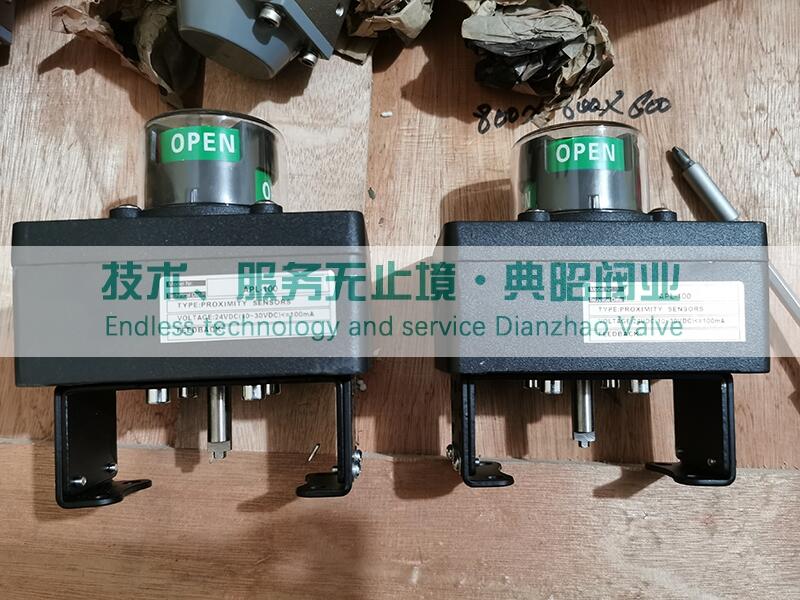 800x600x600
OPEN
OPEN
技术、服务无止境·典昭阀业
Endless technology and service Dianzhao Valve
APL-100
TYPE:PROXIMITY SENSORS
VOLTAGE:24VDC(10~30VDC)<=100mA
FEEDBACK:
APL-100
TYPE:PROXIMITY SENSORS